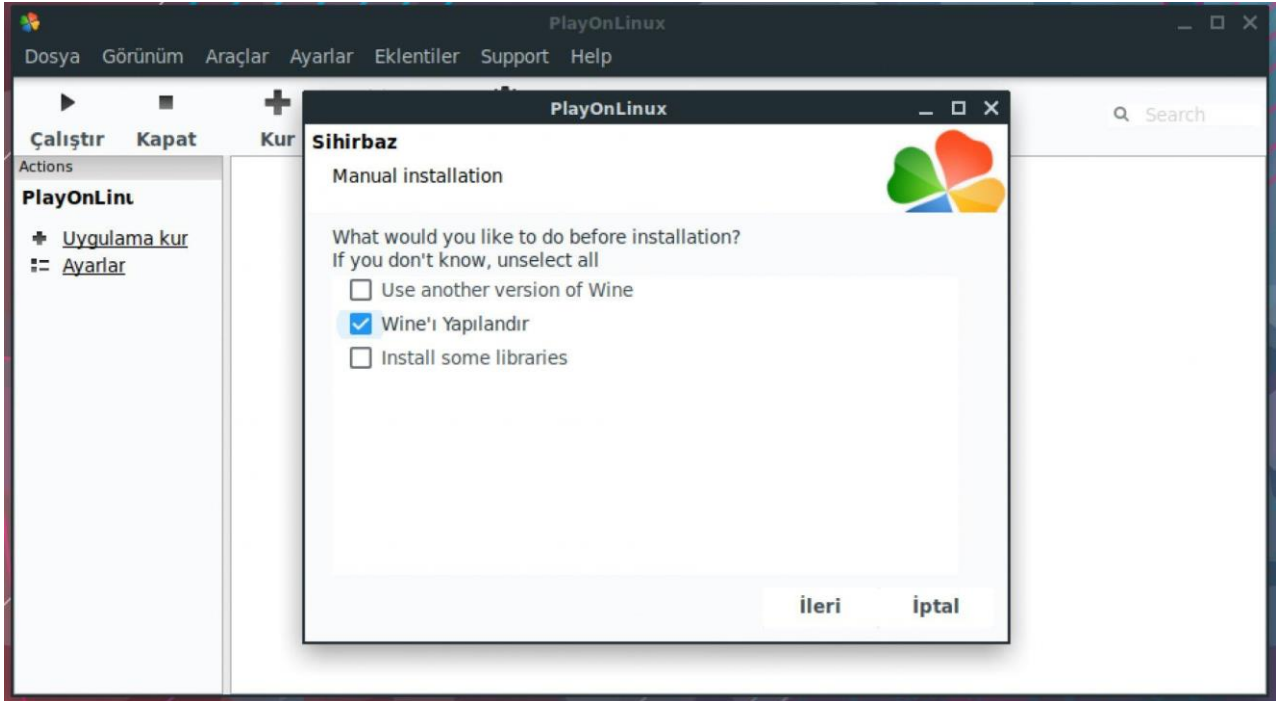 PlayOnLinux
Dosya Görünüm Araçlar Ayarlar Eklentiler Support Help
Çalıştır Kapat Kur
Search
Actions
PlayOnLinu
Uygulama kur
Ayarlar
PlayOnLinux
Sihirbaz
Manual installation
What would you like to do before installation?
If you don't know, unselect all
Use another version of Wine
Wine'ı Yapılandır
Install some libraries
İleri İptal